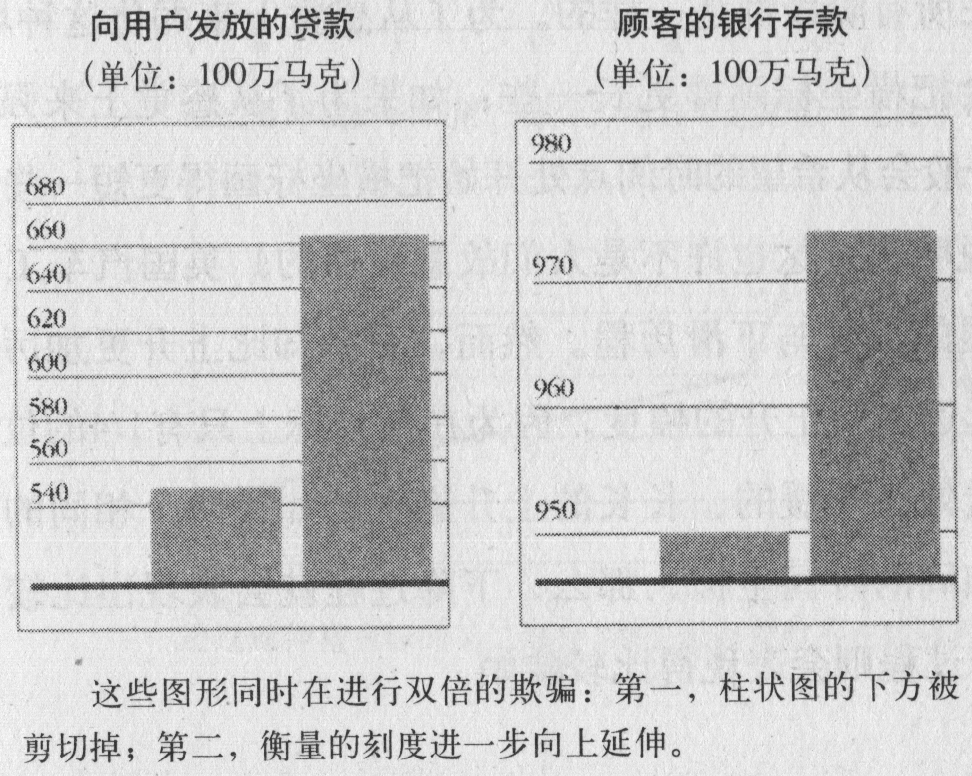 向用户发放的贷款
(单位：100万马克)
680
660
640
620
600
580
560
540
顾客的银行存款
(单位：100万马克)
980
970
960
950
这些图形同时在进行双倍的欺骗：第一，柱状图的下方被
剪切掉；第二，衡量的刻度进一步向上延伸。